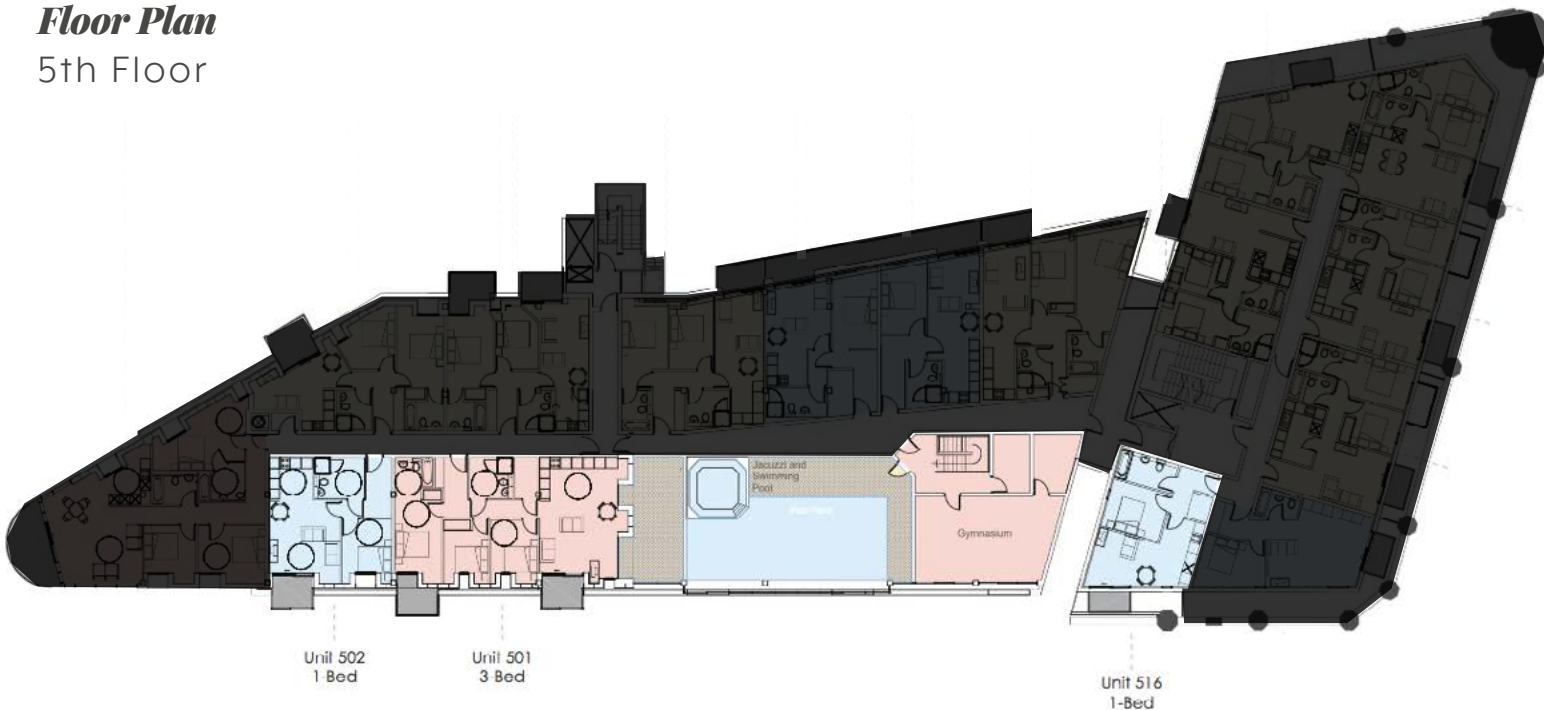 Floor Plan
5th Floor
Jacuzzi and
Swimming
Pool
Gymnasium
Unit 502
1-Bed
Unit 501
3-Bed
Unit 516
1-Bed